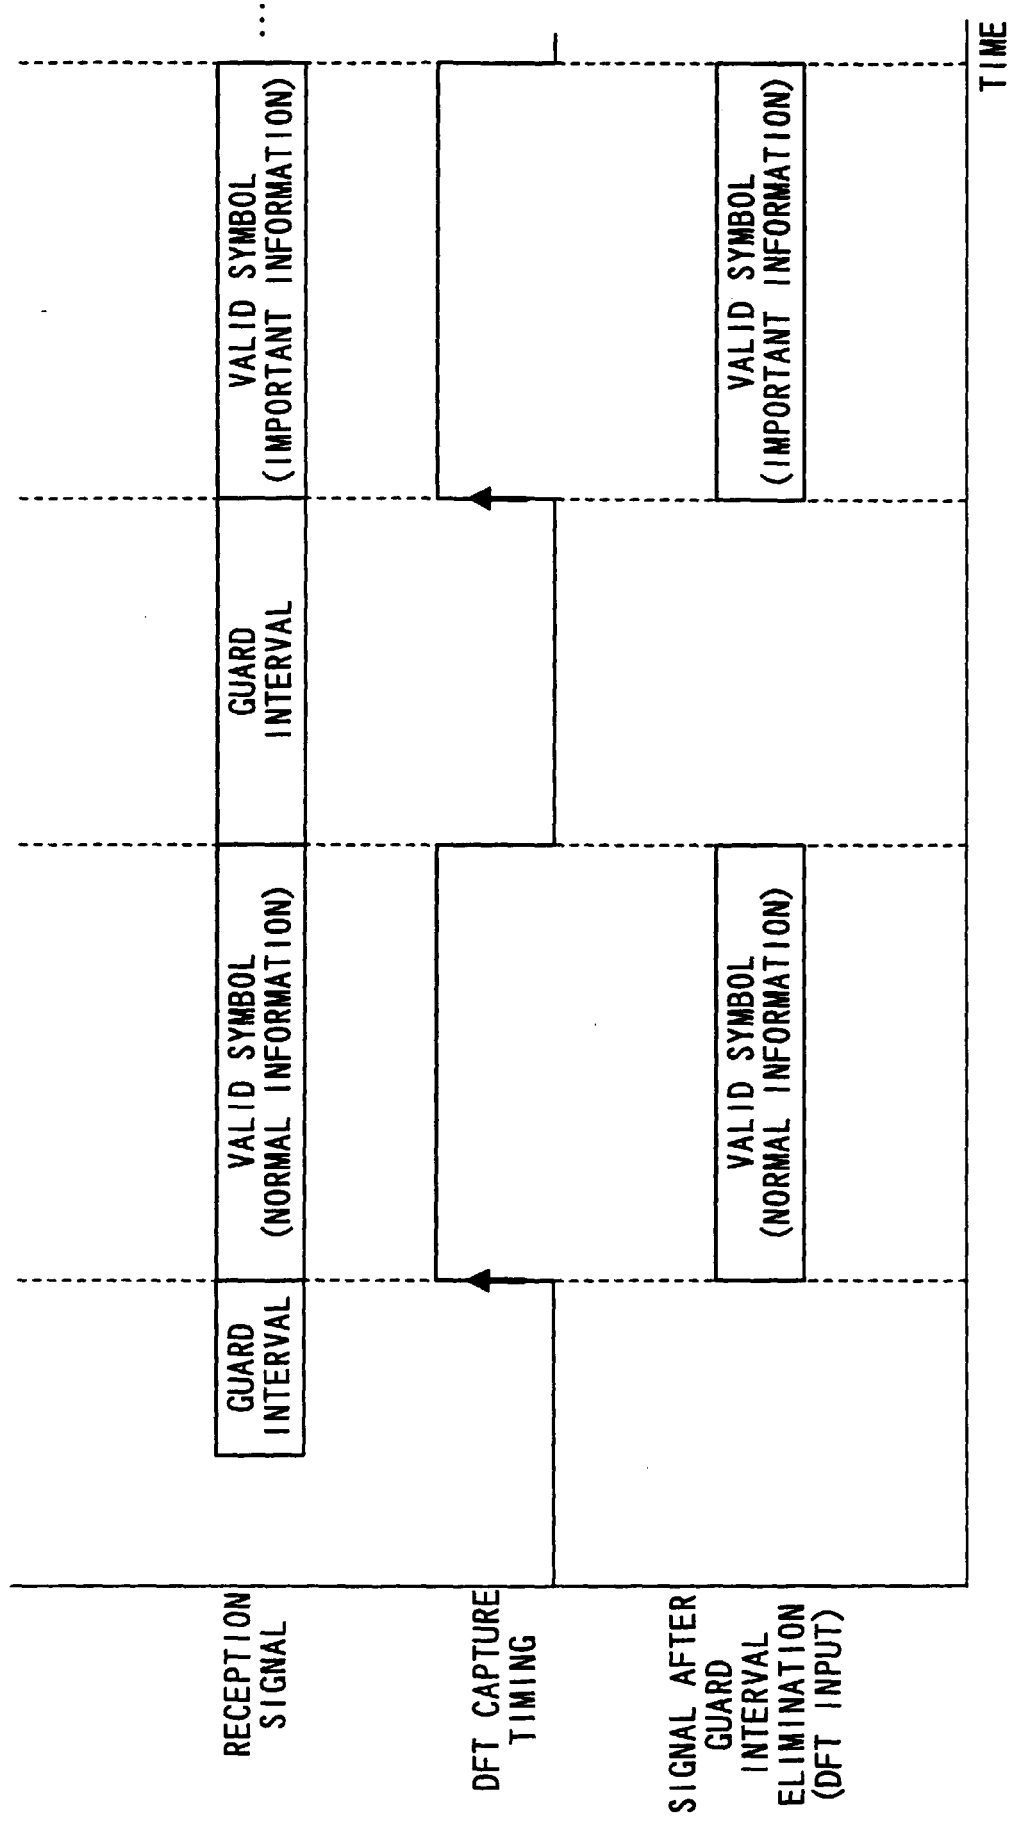 RECEPTION
SIGNAL
GUARD
INTERVAL
VALID SYMBOL
(NORMAL INFORMATION)
GUARD
INTERVAL
VALID SYMBOL
(IMPORTANT INFORMATION)
...
DFT CAPTURE
TIMING
SIGNAL AFTER
GUARD
INTERVAL
ELIMINATION
(DFT INPUT)
VALID SYMBOL
(NORMAL INFORMATION)
VALID SYMBOL
(IMPORTANT INFORMATION)
TIME